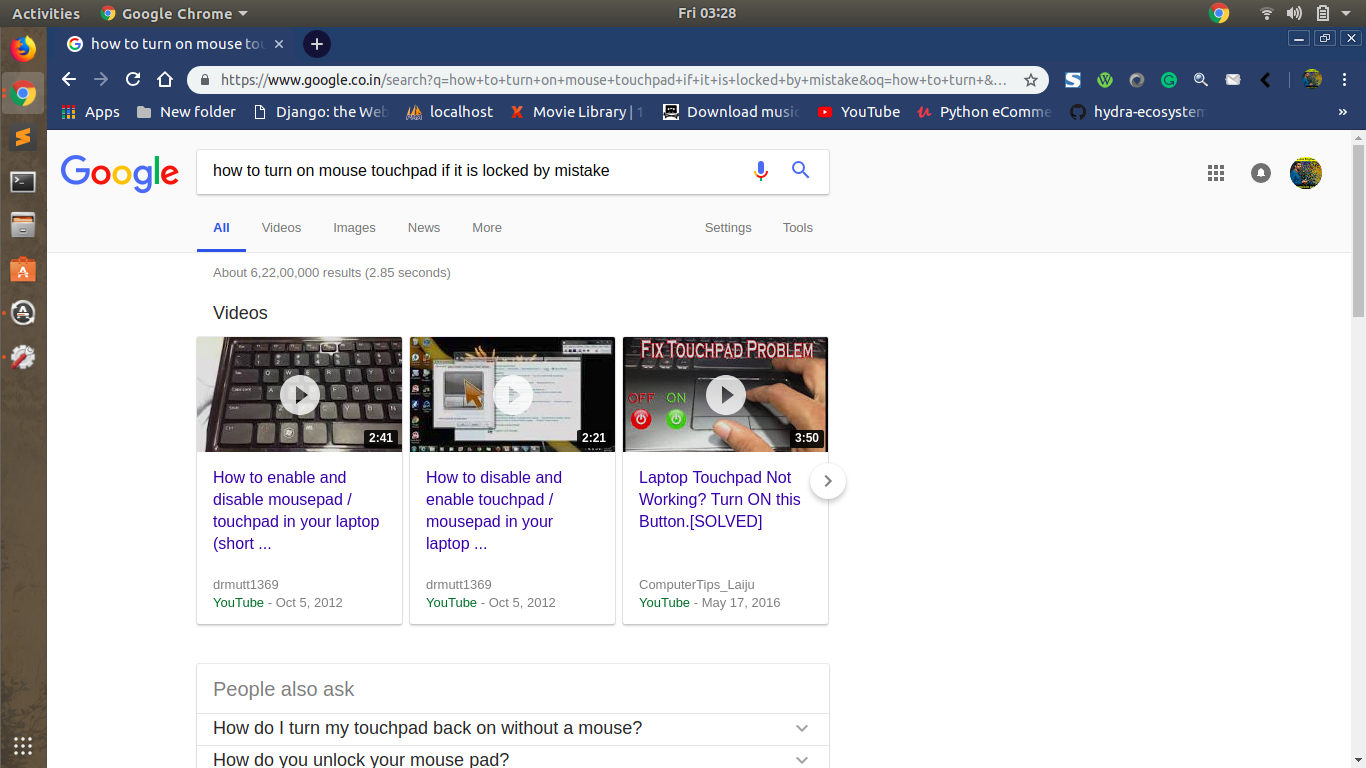 Activities Google Chrome Fri 03:28
how to turn on mouse tou
https://www.google.co.in/search?q=how+to+turn+on+mouse+touchpad+if+it+is+locked+by+mistake&oq=how+to+turn+&...
Apps New folder Django: the Web localhost Movie Library | 1 Download music YouTube Python eComme hydra-ecosystem »
Google how to turn on mouse touchpad if it is locked by mistake
All Videos Images News More Settings Tools
About 6,22,00,000 results (2.85 seconds)
Videos
FIX TOUCHPAD PROBLEM
OFF ON
2:41 2:21 3:50
How to enable and
disable mousepad /
touchpad in your laptop
(short ...
drmutt1369
YouTube - Oct 5, 2012
How to disable and
enable touchpad /
mousepad in your
laptop ...
drmutt1369
YouTube - Oct 5, 2012
Laptop Touchpad Not
Working? Turn ON this
Button.[SOLVED]
ComputerTips_Laiju
YouTube - May 17, 2016
People also ask
How do I turn my touchpad back on without a mouse?
How do you unlock your mouse pad?